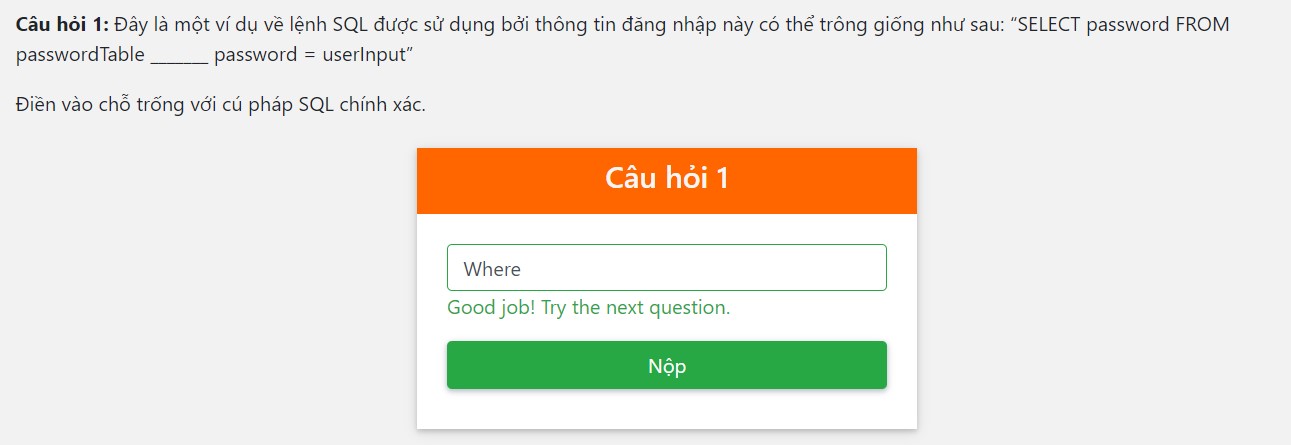 Câu hỏi 1: Đây là một ví dụ về lệnh SQL được sử dụng bởi thông tin đăng nhập này có thể trông giống như sau: “SELECT password FROM
passwordTable _______ password = userInput”
Điền vào chỗ trống với cú pháp SQL chính xác.
Câu hỏi 1
Where
Good job! Try the next question.
Nộp